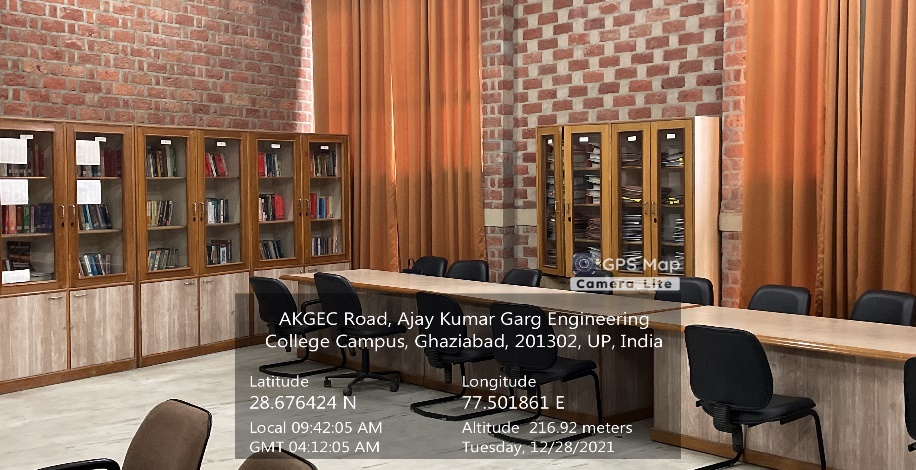 GPS Map
Camera Lite
AKGEC Road, Ajay Kumar Garg Engineering
College Campus, Ghaziabad, 201302, UP, India
Latitude
28.676424 N
Longitude
77.501861 E
Local 09:42:05 AM
GMT 04:12:05 AM
Altitude 216.92 meters
Tuesday, 12/28/2021